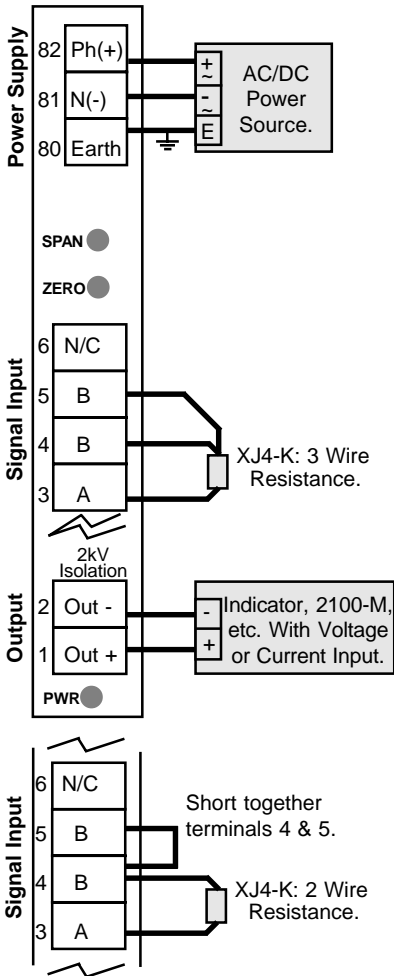 Power Supply
82 Ph(+)
81 N(-)
80 Earth
+
~
-
~
E
AC/DC
Power
Source.
SPAN
ZERO
Signal Input
6 N/C
5 B
4 B
3 A
XJ4-K: 3 Wire
Resistance.
2kV
Isolation
Output
2 Out -
1 Out +
-
+
Indicator, 2100-M,
etc. With Voltage
or Current Input.
PWR
Signal Input
6 N/C
5 B
4 B
3 A
Short together
terminals 4 & 5.
XJ4-K: 2 Wire
Resistance.